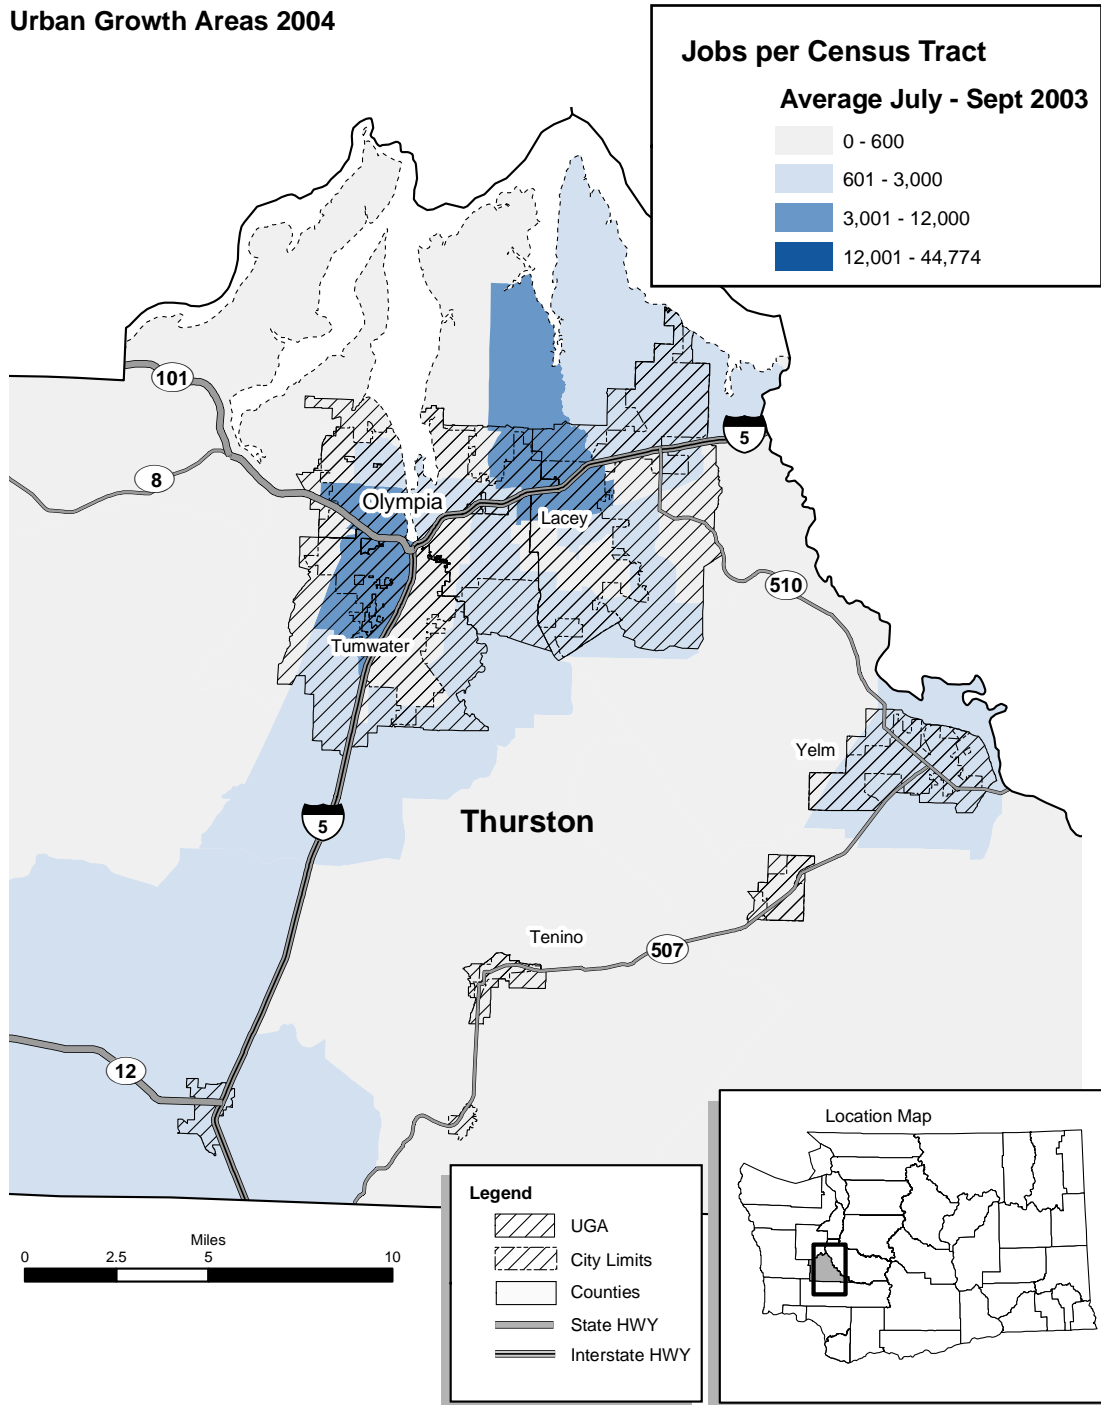 Urban Growth Areas 2004
Jobs per Census Tract
Average July - Sept 2003
0 - 600
601 - 3,000
3,001 - 12,000
12,001 - 44,774
101
5
8
Olympia
Lacey
510
Tumwater
Yelm
5
Thurston
Tenino
507
12
Location Map
Legend
UGA
City Limits
Counties
State HWY
Interstate HWY
Miles
0 2.5 5 10